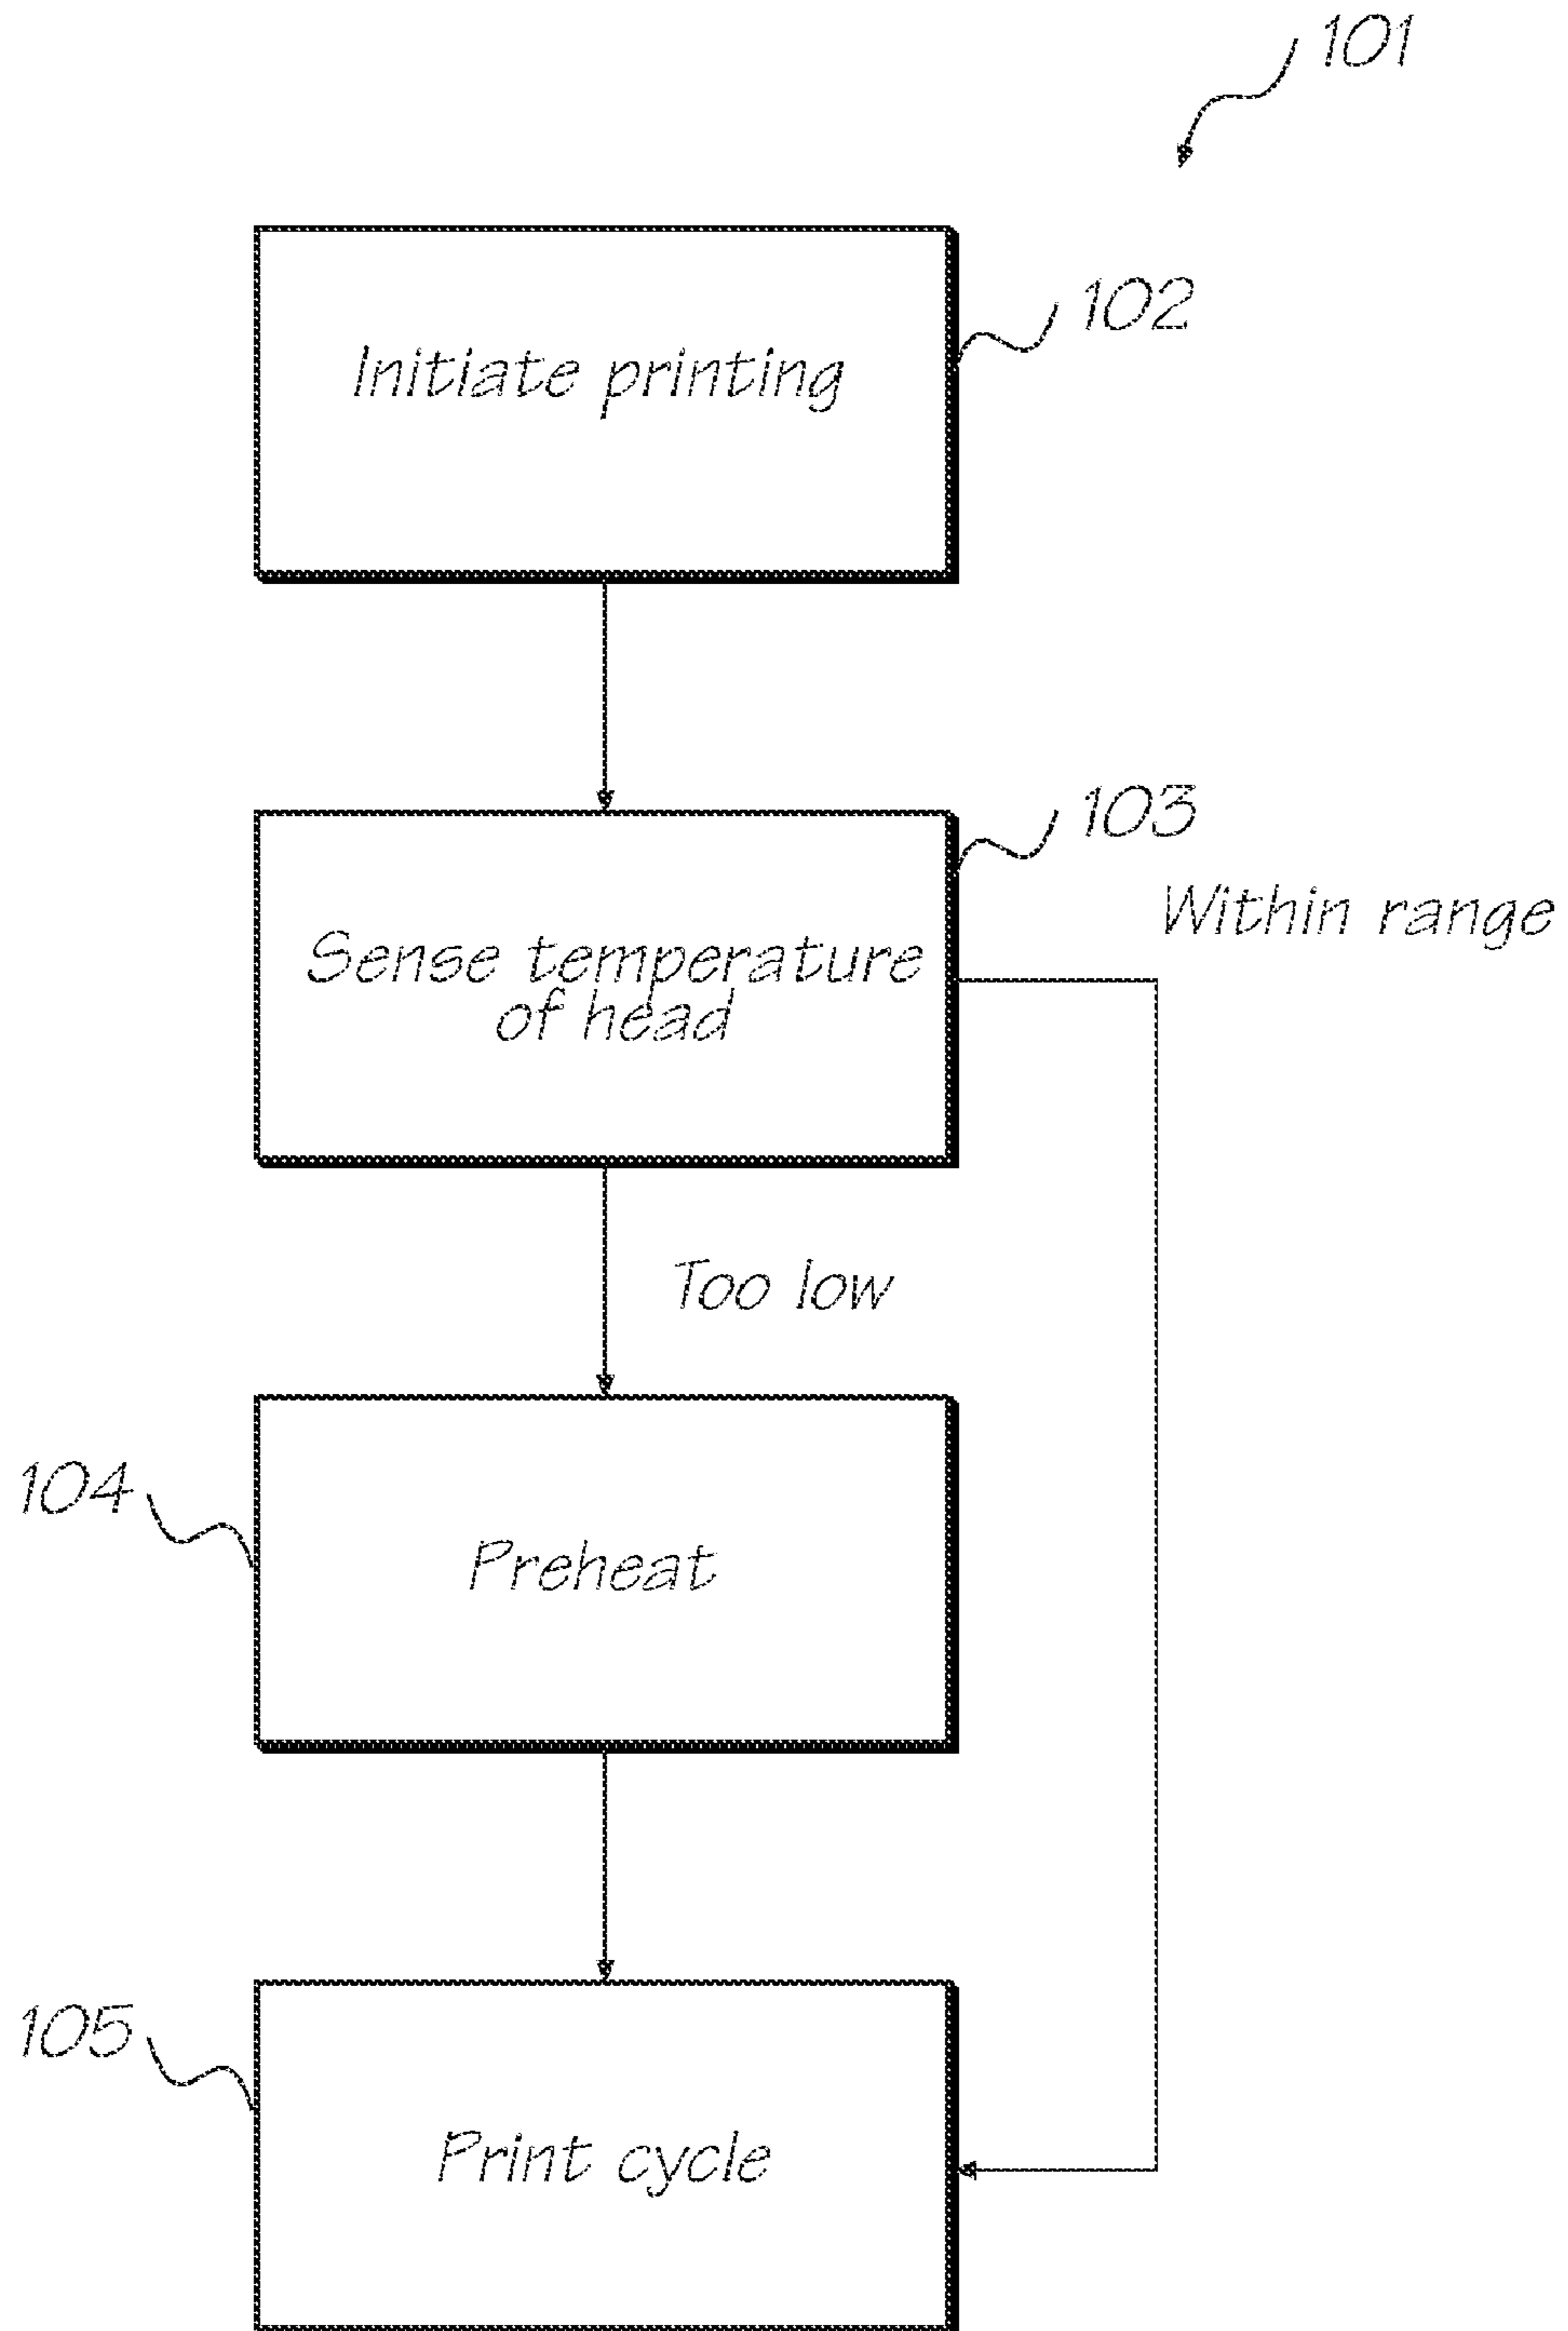 101
Initiate printing
102
103
Within range
Sense temperature
of head
Too low
104
Preheat
105
Print cycle